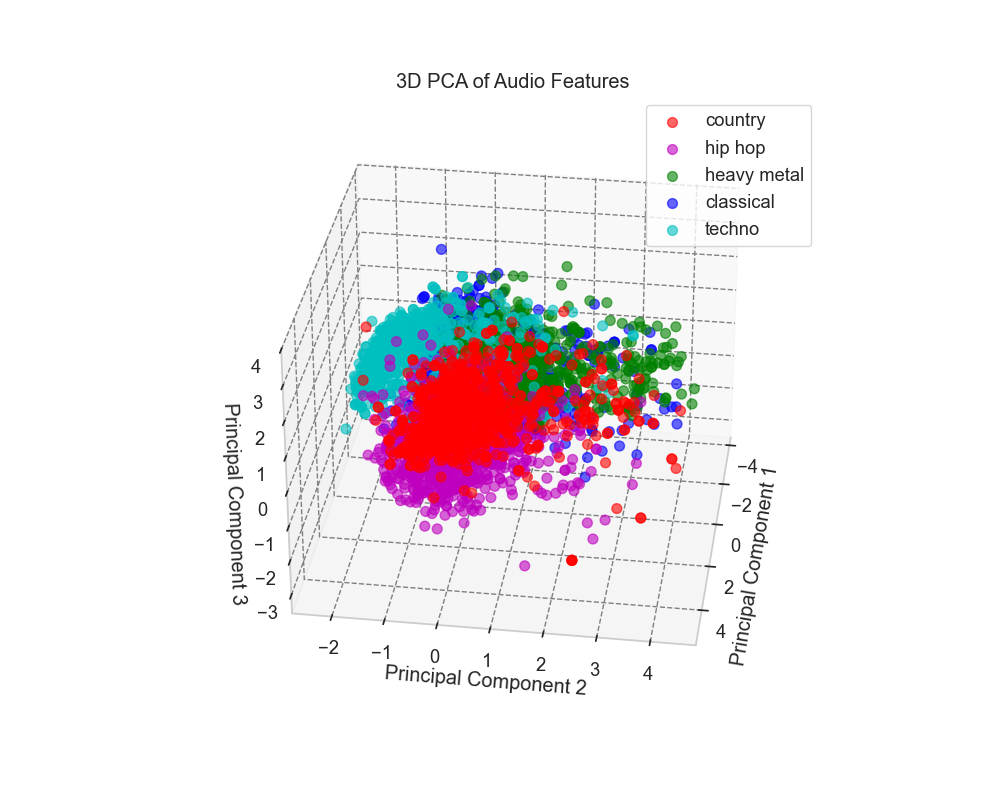 3D PCA of Audio Features
country
hip hop
heavy metal
classical
techno
4
3
2
1
0
−1
−2
−3
Principal Component 3
−2
−1
0
1
2
3
4
Principal Component 2
−4
−2
0
2
4
Principal Component 1